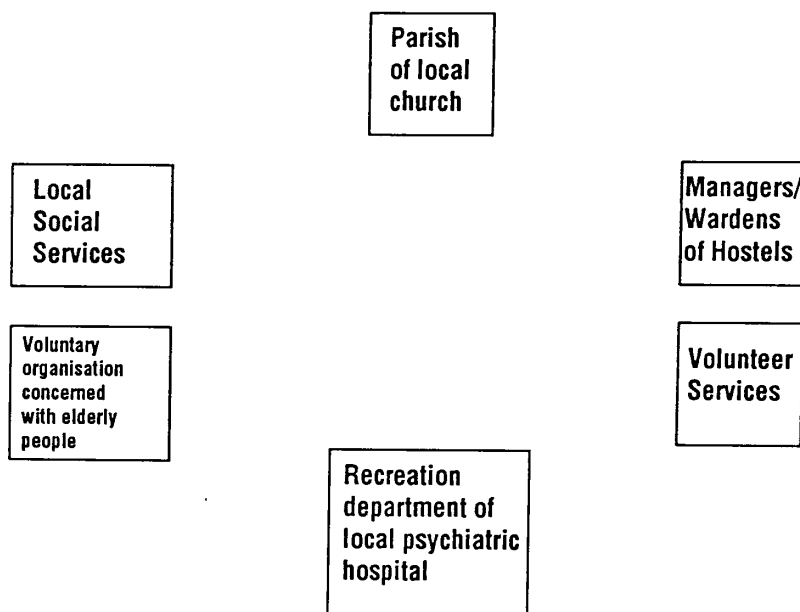 Parish
of local
church
Local
Social
Services
Managers/
Wardens
of Hostels
Voluntary
organisation
concerned
with elderly
people
Volunteer
Services
Recreation
department of
local psychiatric
hospital